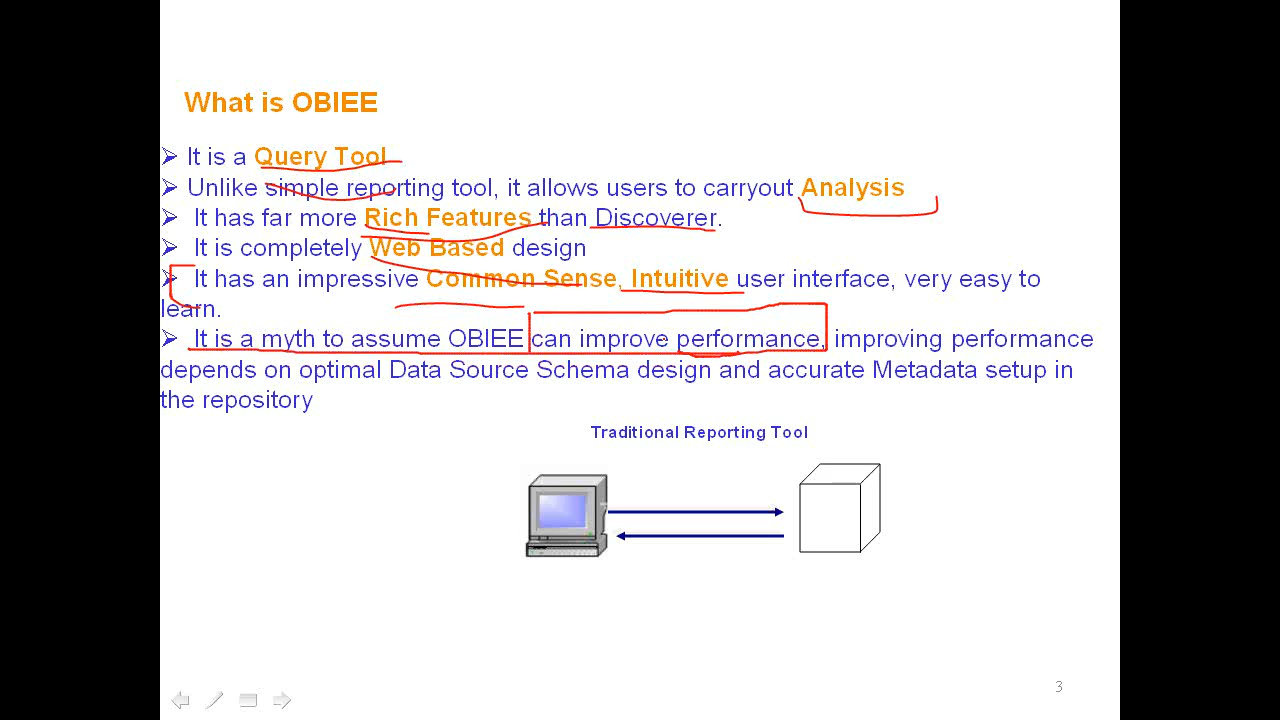 What is OBIEE
➢ It is a Query Tool
➢ Unlike simple reporting tool, it allows users to carryout Analysis
➢ It has far more Rich Features than Discoverer.
➢ It is completely Web Based design
➢ It has an impressive Common Sense, Intuitive user interface, very easy to
learn.
➢ It is a myth to assume OBIEE can improve performance, improving performance
depends on optimal Data Source Schema design and accurate Metadata setup in
the repository
Traditional Reporting Tool
3